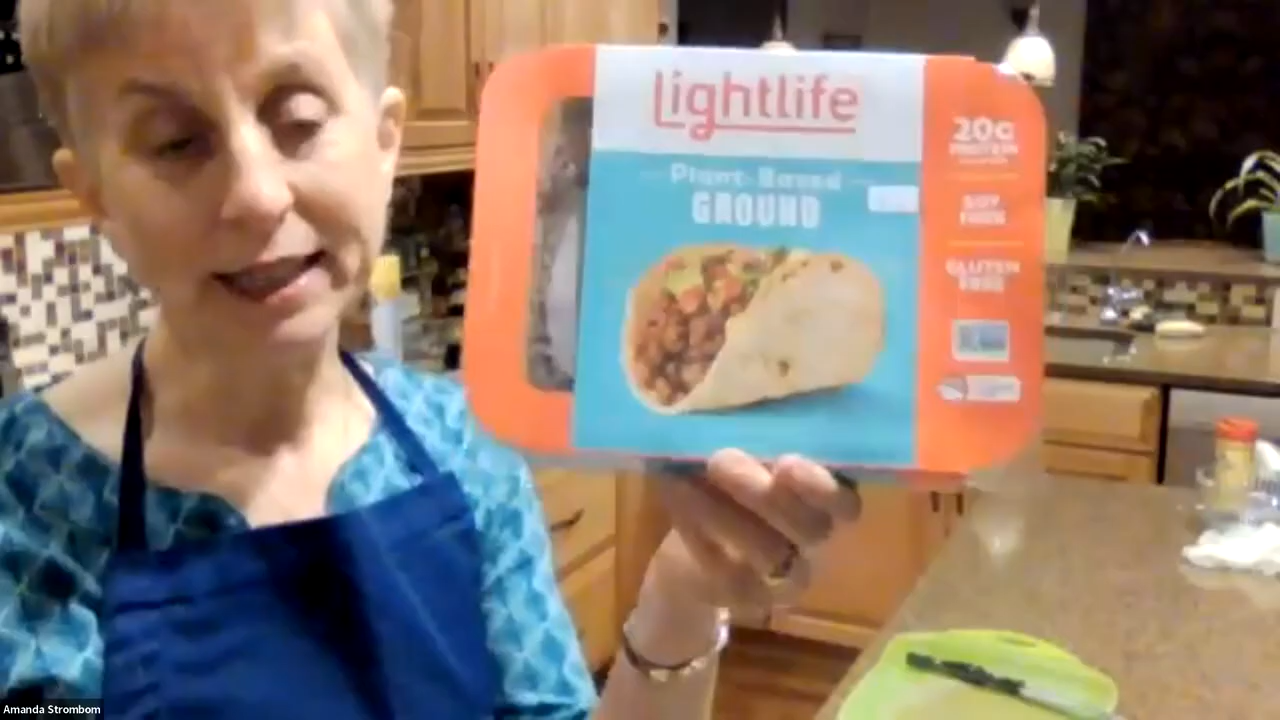 Lightlife
Plant-Based
GROUND
20G
PROTEIN
SOY
FREE
GLUTEN
FREE
Amanda Strombom